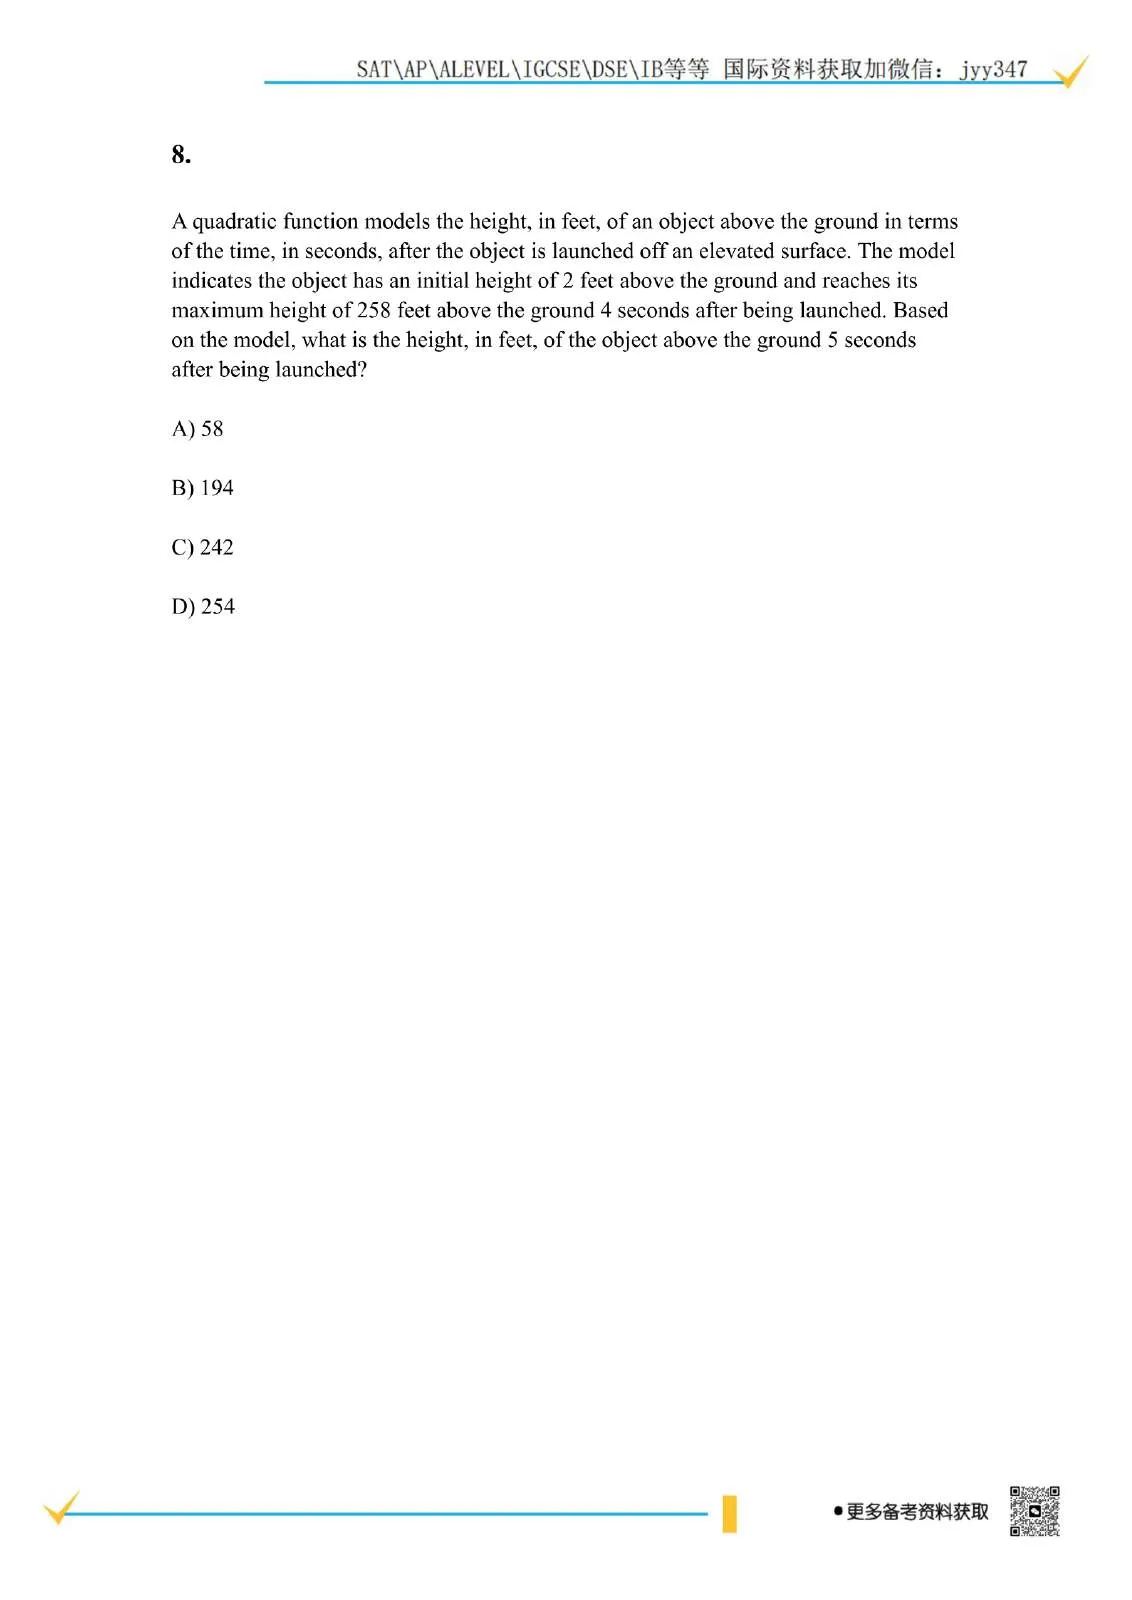 SAT\AP\ALEVEL\IGCSE\DSE\IB等等 国际资料获取加微信：jyy347
8.
A quadratic function models the height, in feet, of an object above the ground in terms
of the time, in seconds, after the object is launched off an elevated surface. The model
indicates the object has an initial height of 2 feet above the ground and reaches its
maximum height of 258 feet above the ground 4 seconds after being launched. Based
on the model, what is the height, in feet, of the object above the ground 5 seconds
after being launched?
A) 58
B) 194
C) 242
D) 254
•更多备考资料获取